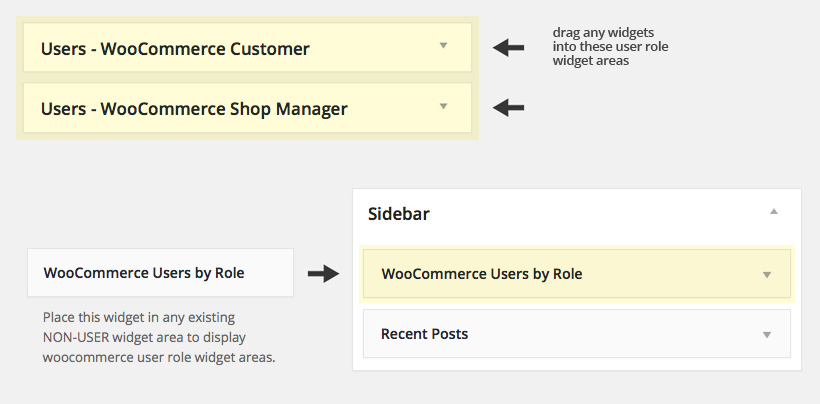 Users - WooCommerce Customer
drag any widgets
into these user role
widget areas
Users - WooCommerce Shop Manager
Sidebar
WooCommerce Users by Role
Place this widget in any existing
NON-USER widget area to display
woocommerce user role widget areas.
WooCommerce Users by Role
Recent Posts